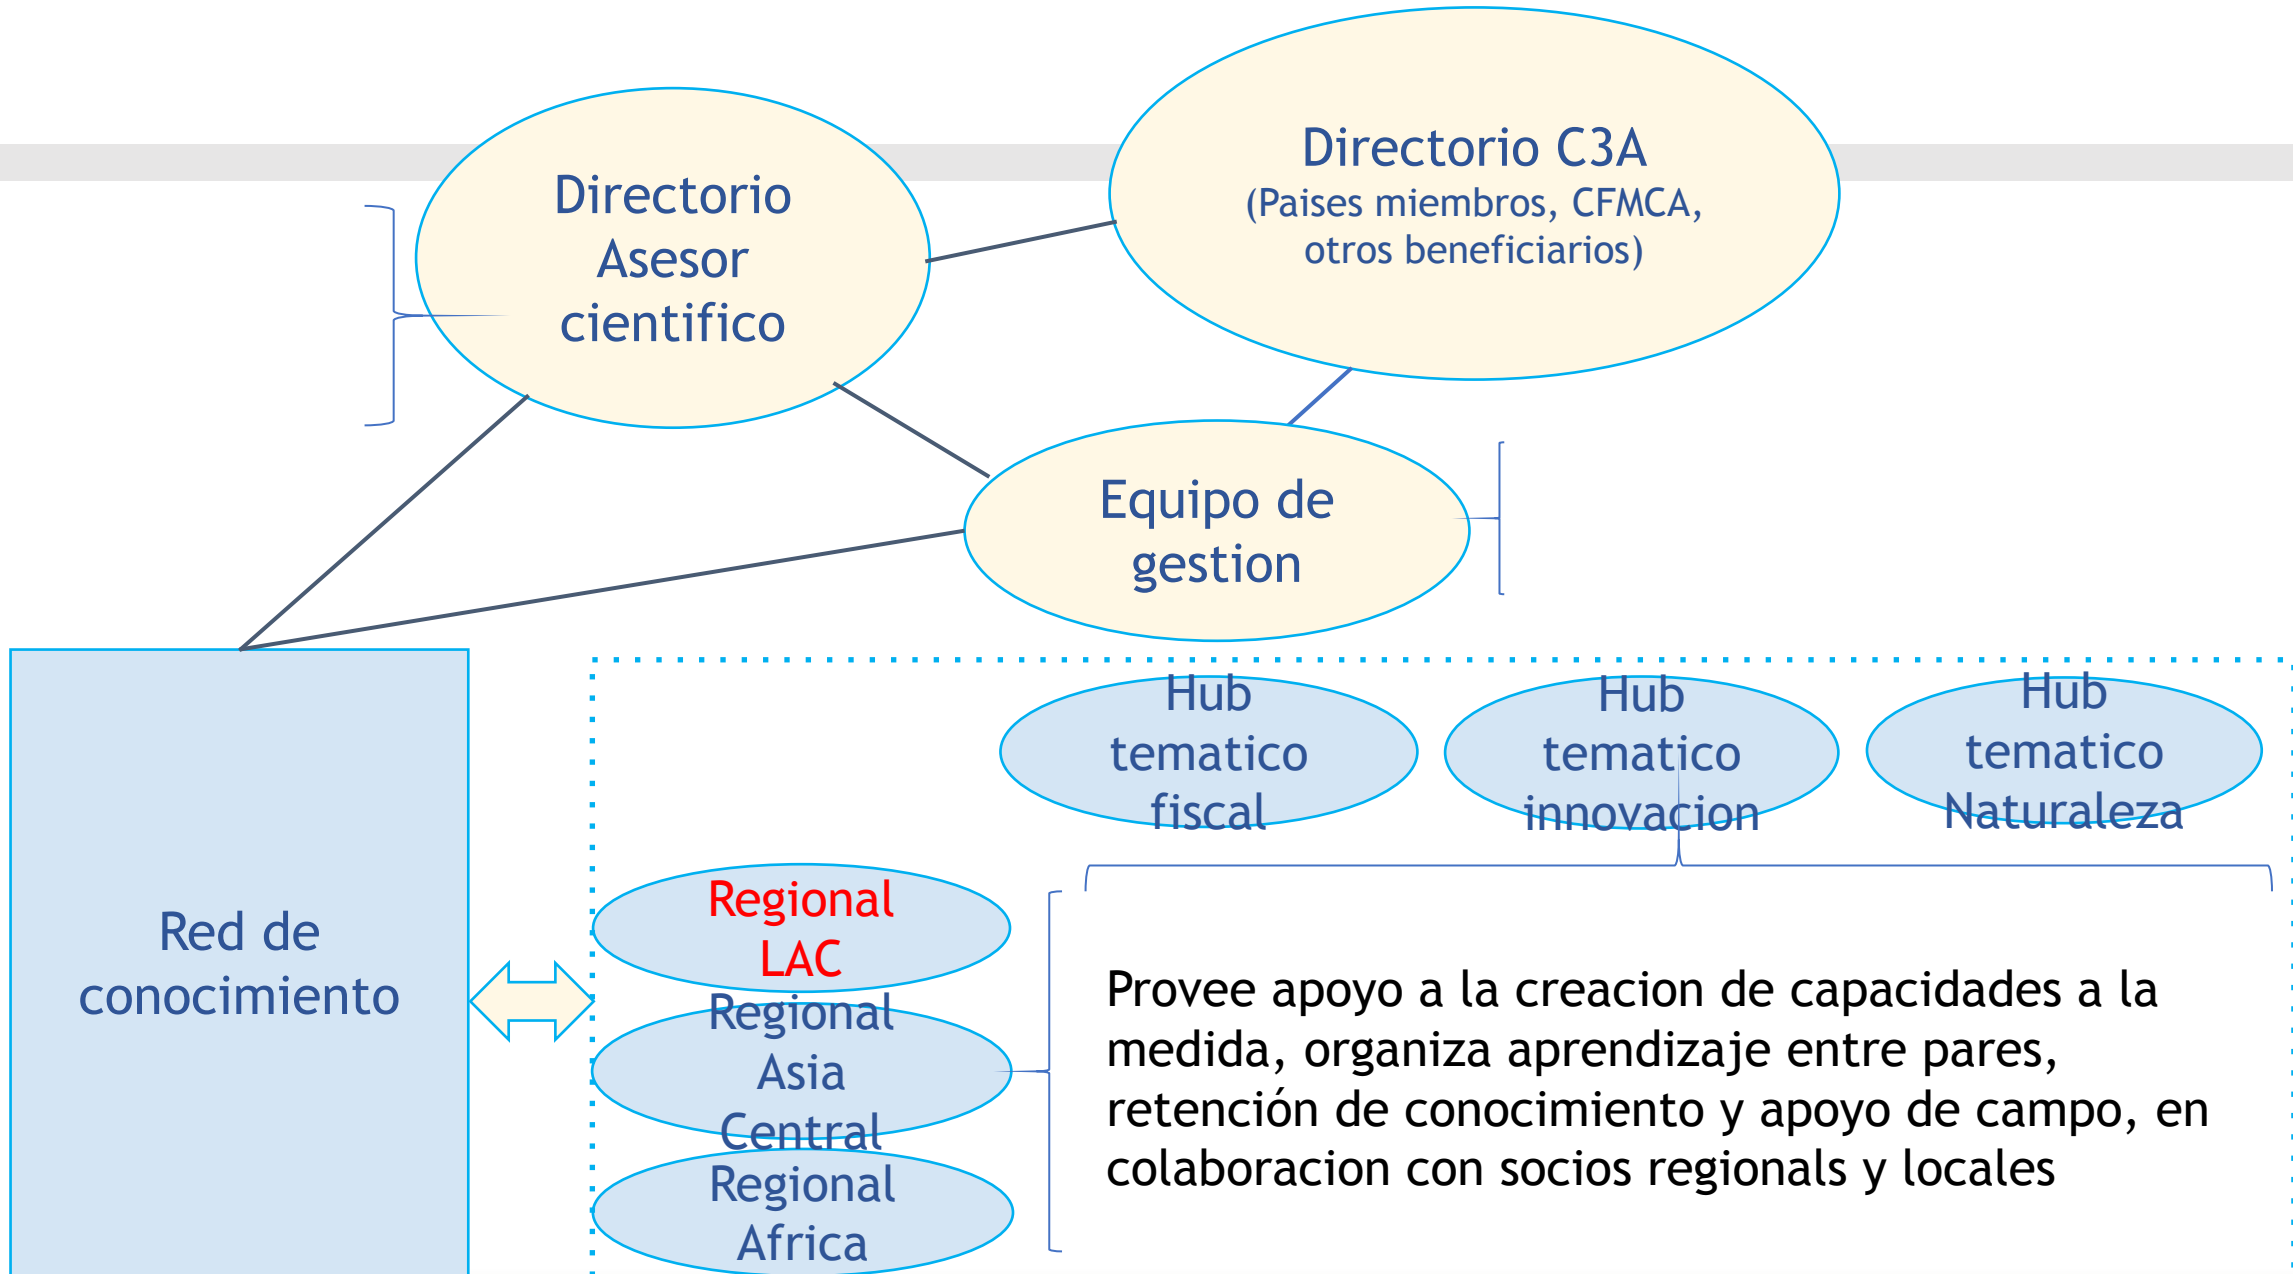 Directorio
Asesor
cientifico
Directorio C3A
(Paises miembros, CFMCA,
otros beneficiarios)
Equipo de
gestion
Red de
conocimiento
Hub
tematico
fiscal
Hub
tematico
innovacion
Hub
tematico
Naturaleza
Regional
LAC
Regional
Asia
Central
Regional
Africa
Provee apoyo a la creacion de capacidades a la
medida, organiza aprendizaje entre pares,
retención de conocimiento y apoyo de campo, en
colaboracion con socios regionals y locales